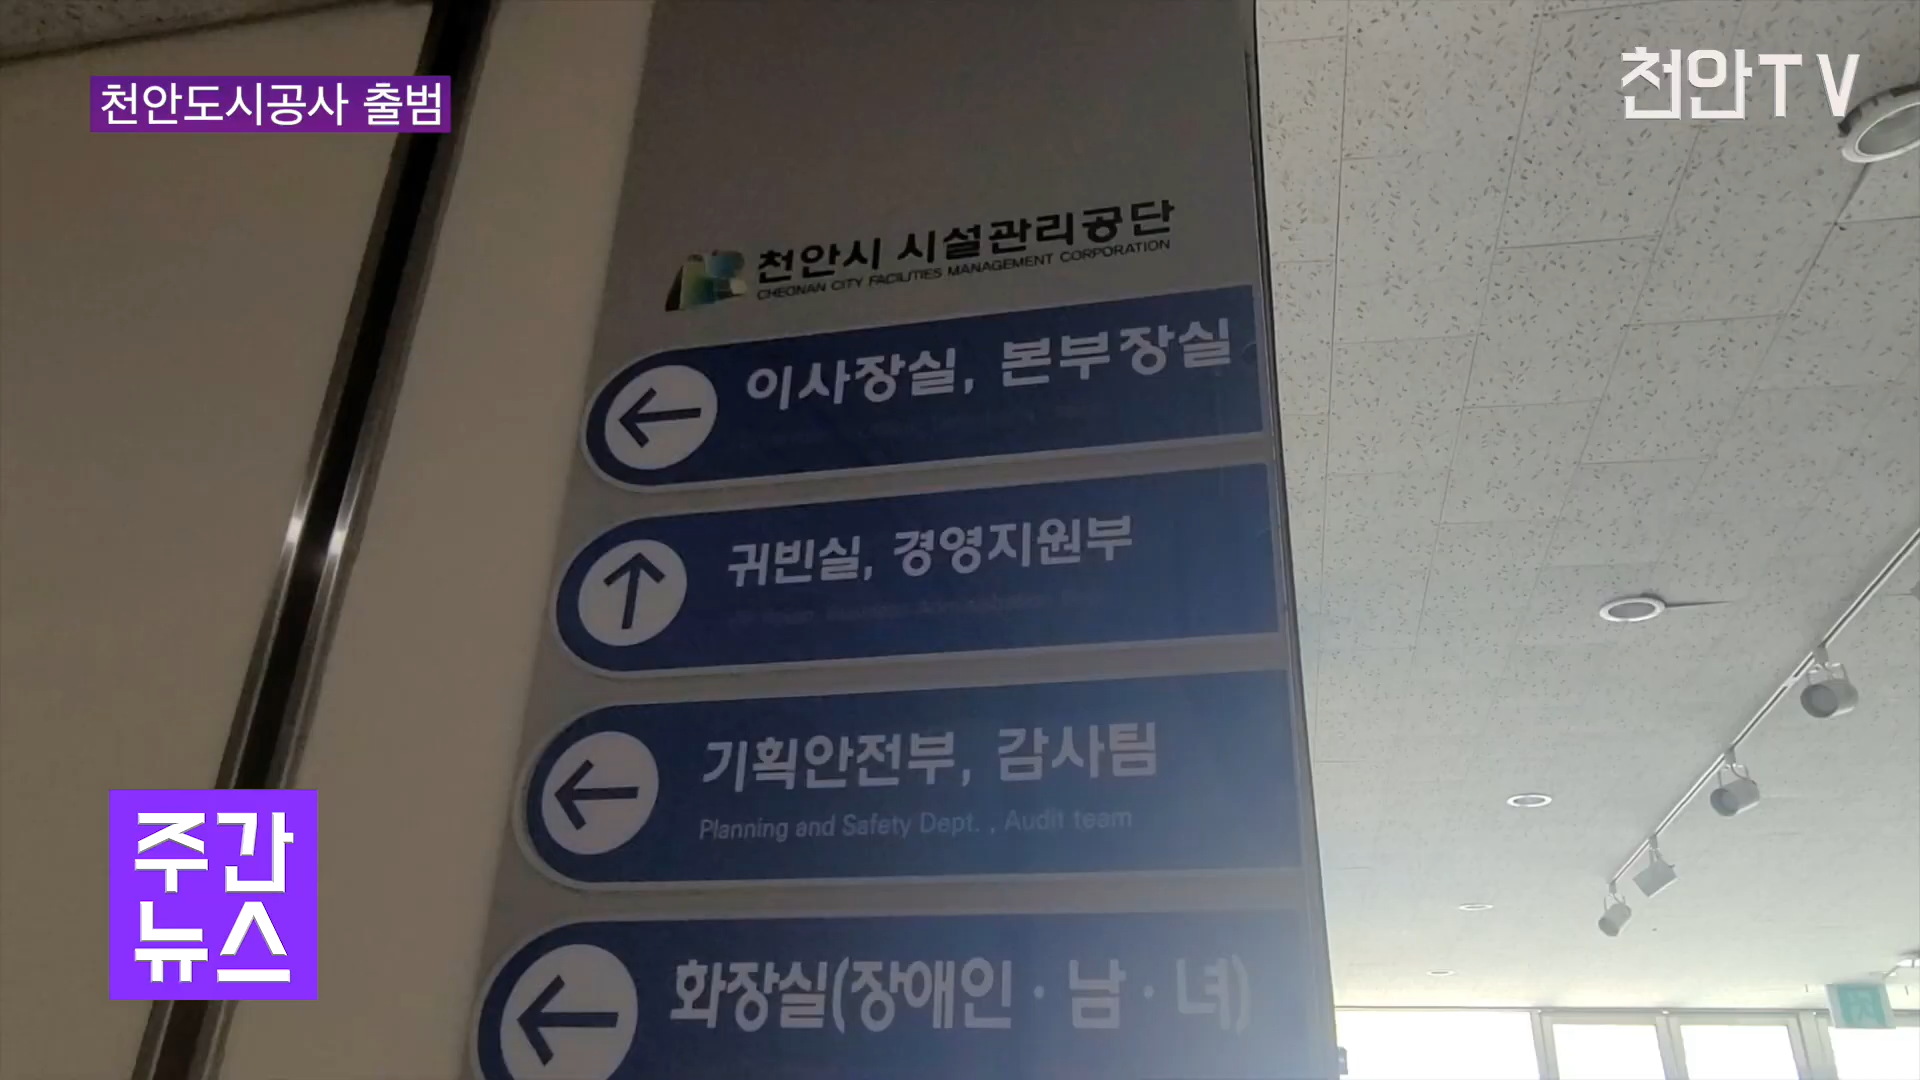 천안도시공사 출범
천안TV
천안시 시설관리공단
CHEONAN CITY FACILITIES MANAGEMENT CORPORATION
이사장실, 본부장실
귀빈실, 경영지원부
기획안전부, 감사팀
Planning and Safety Dept. , Audit team
화장실(장애인 · 남 · 녀)
주간
뉴스